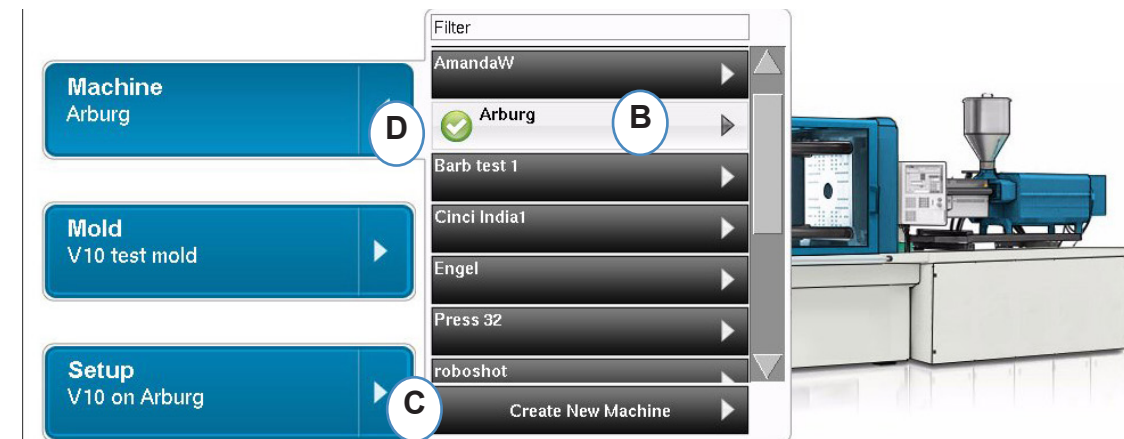 Machine
Arburg
D
Mold
V10 test mold
Setup
V10 on Arburg
C
Filter
AmandaW
Arburg
B
Barb test 1
Cinci India1
Engel
Press 32
roboshot
Create New Machine